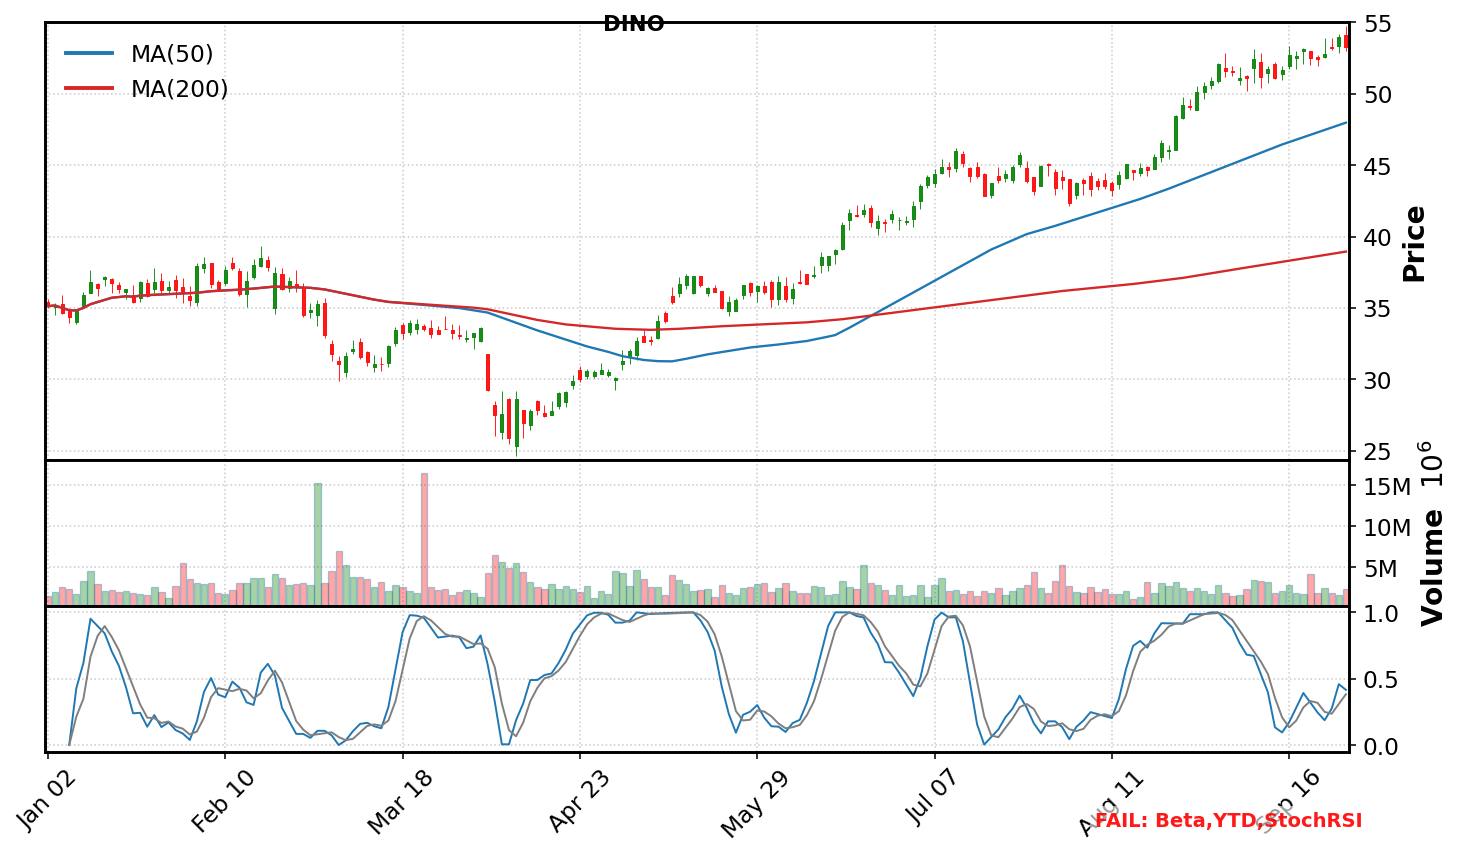 DINO
MA(50)
MA(200)
55
50
45
40
35
30
25
Price
15M
10M
5M
Volume 10⁶
1.0
0.5
0.0
Jan 02
Feb 10
Mar 18
Apr 23
May 29
Jul 07
Aug 11
Sep 16
FAIL: Beta,YTD,StochRSI